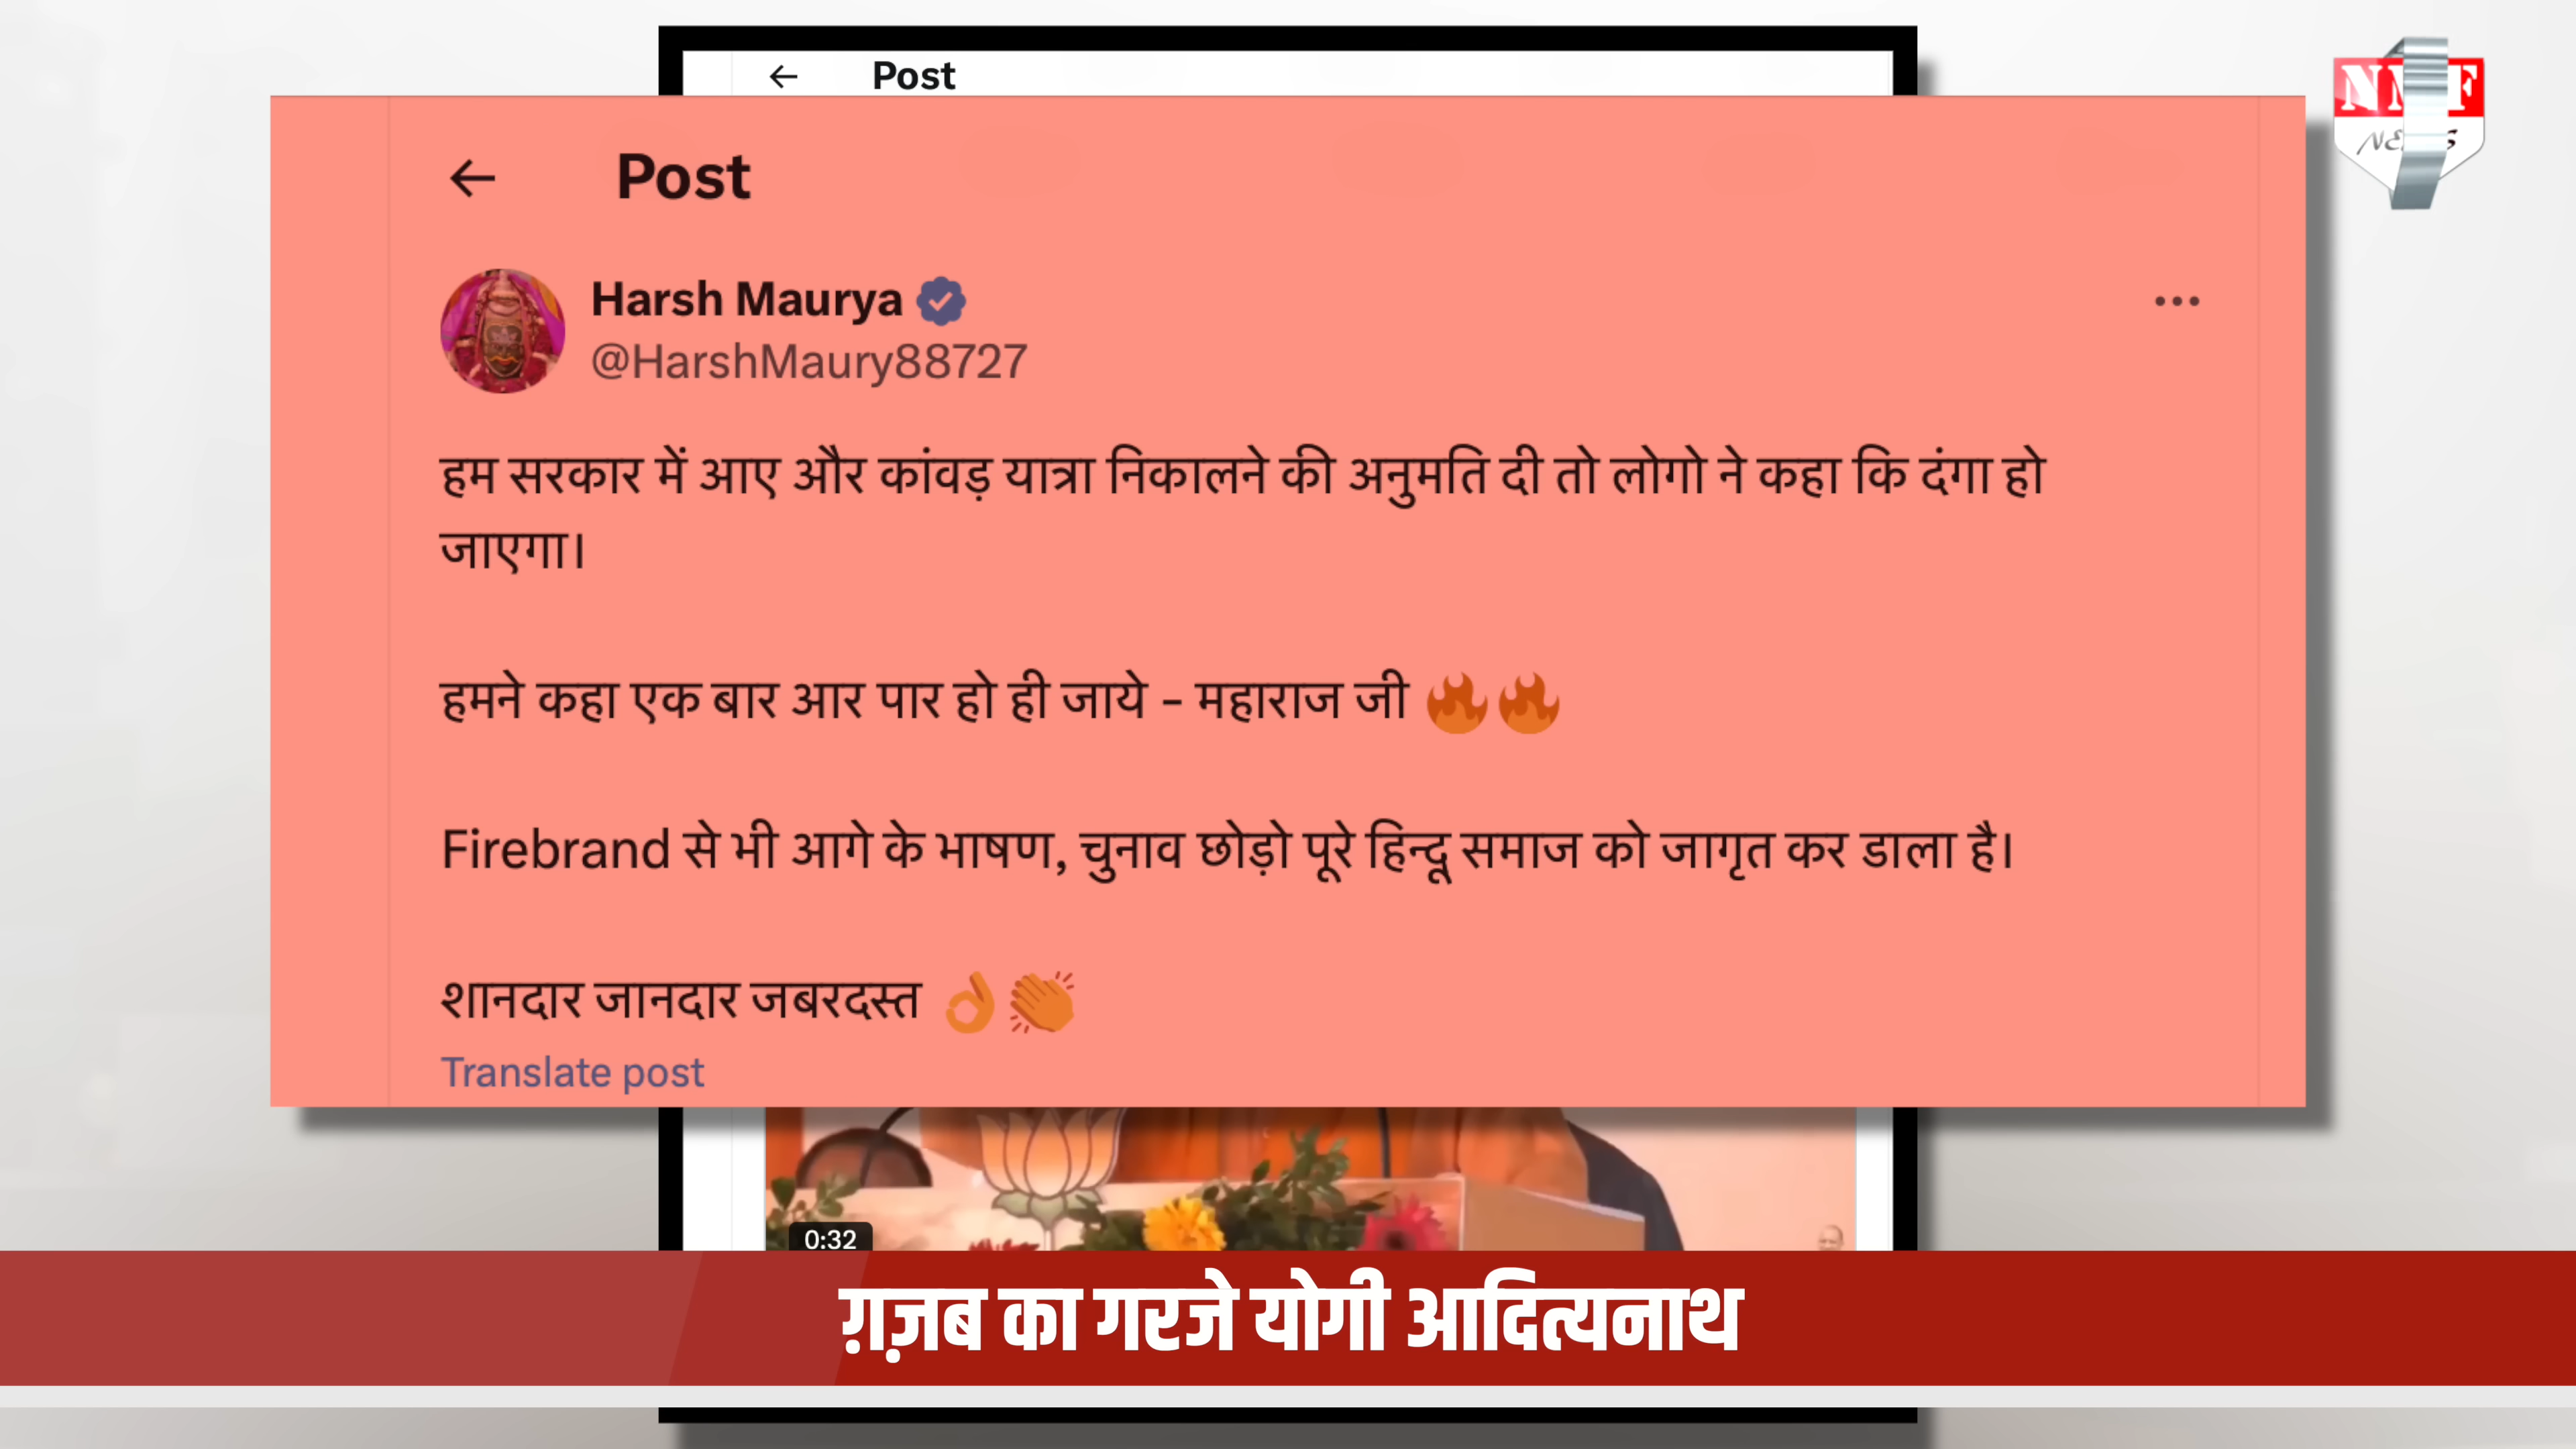 ← Post
← Post
Harsh Maurya
@HarshMaury88727
हम सरकार में आए और कांवड़ यात्रा निकालने की अनुमति दी तो लोगो ने कहा कि दंगा हो
जाएगा।
हमने कहा एक बार आर पार हो ही जाये - महाराज जी 🔥🔥
Firebrand से भी आगे के भाषण, चुनाव छोड़ो पूरे हिन्दू समाज को जागृत कर डाला है।
शानदार जानदार जबरदस्त 👌👏
Translate post
0:32
ग़ज़ब का गरजे योगी आदित्यनाथ